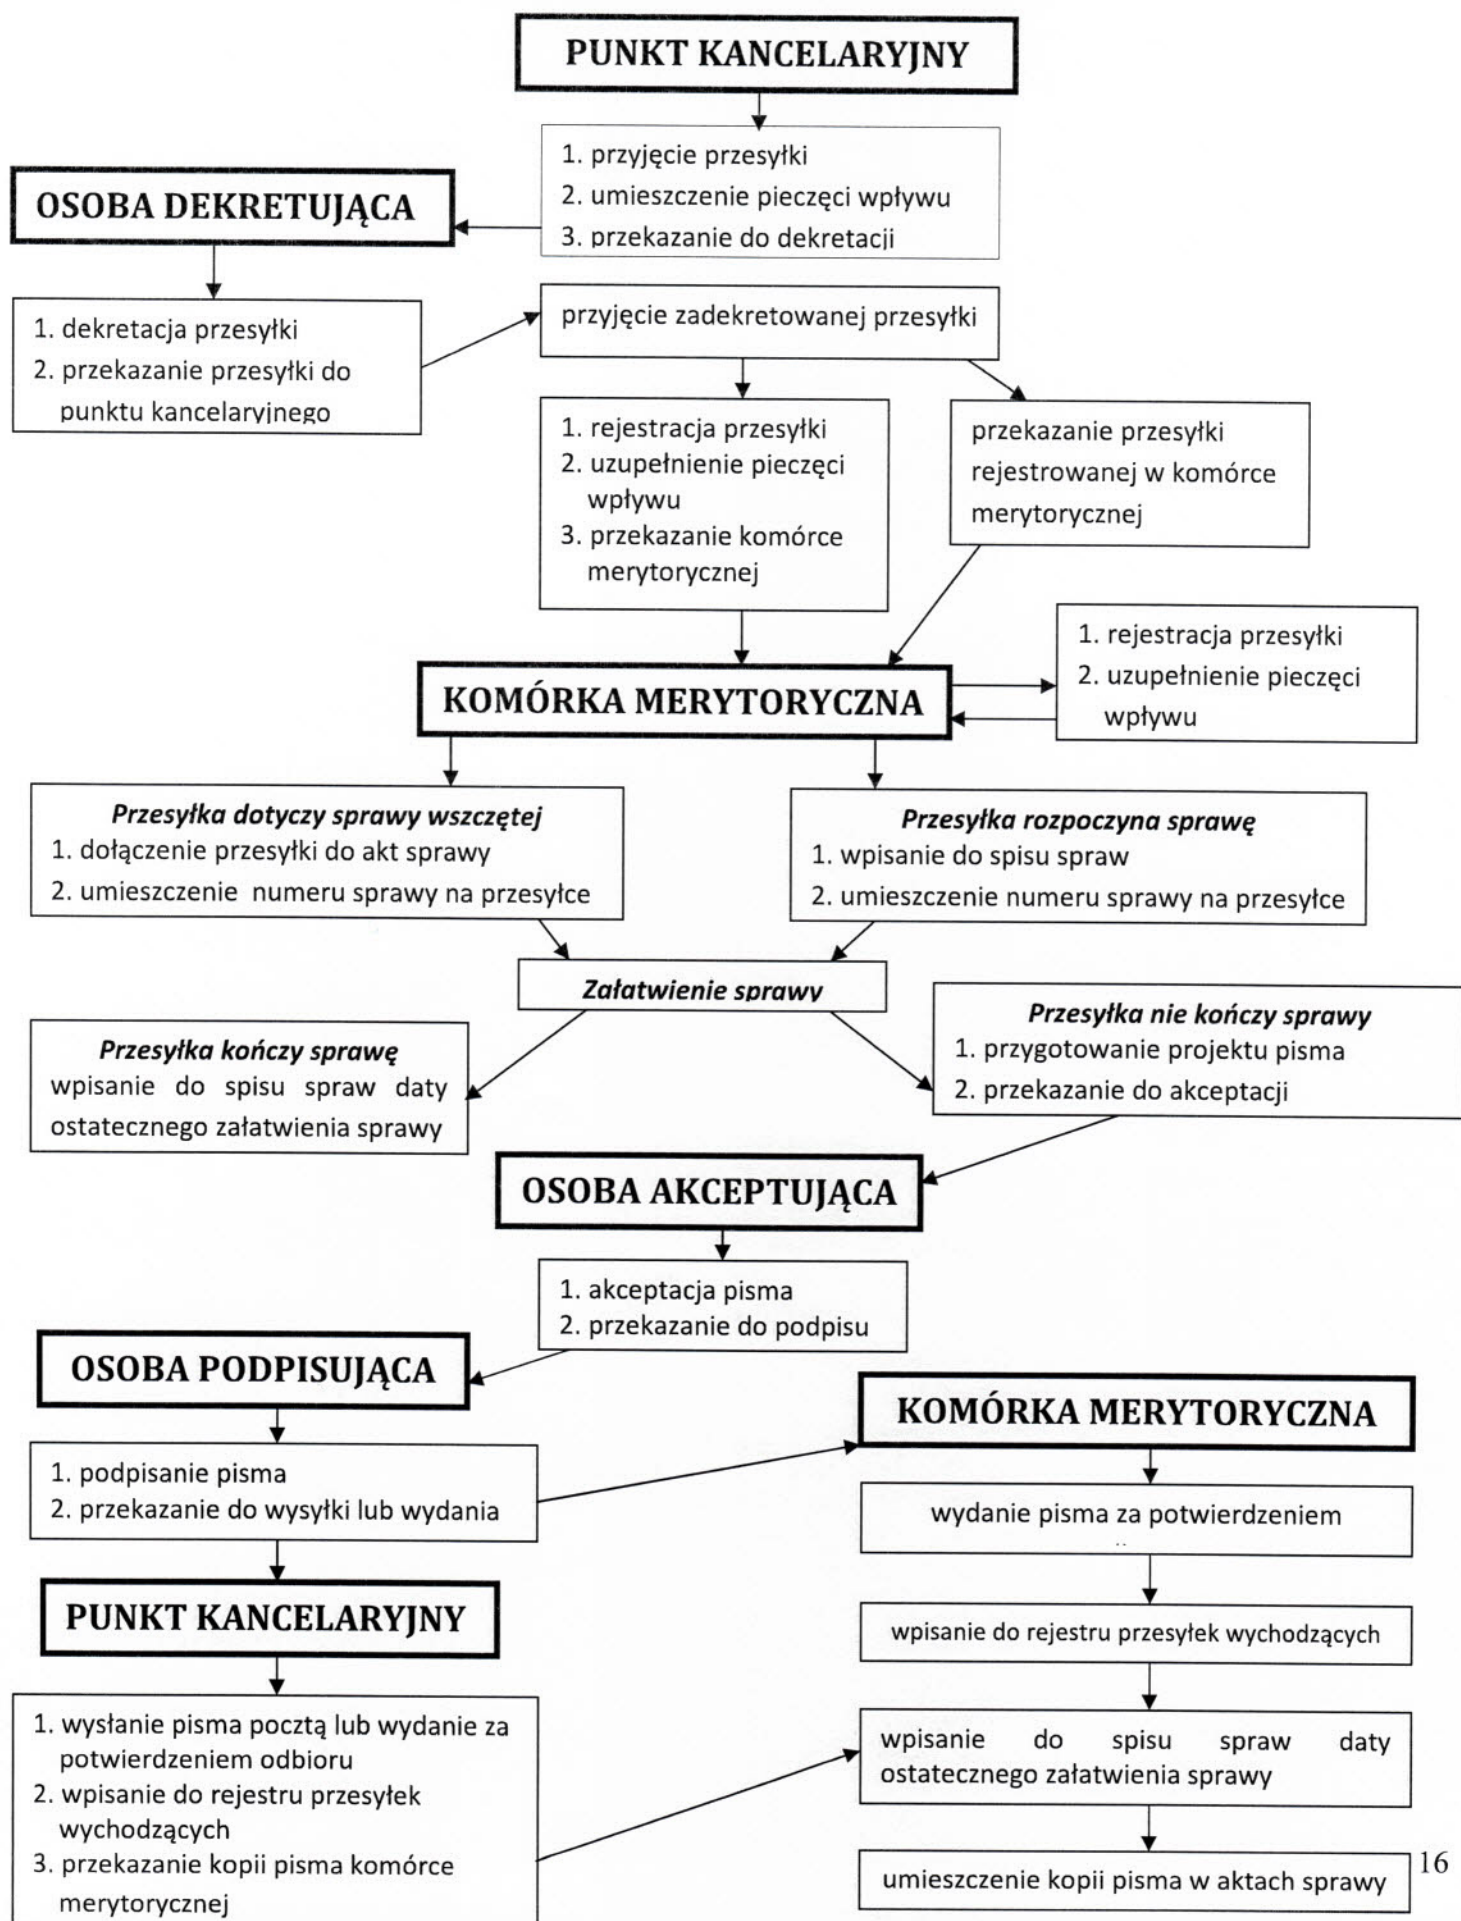 PUNKT KANCELARYJNY
1. przyjęcie przesyłki
2. umieszczenie pieczęci wpływu
3. przekazanie do dekretacji
OSOBA DEKRETUJĄCA
1. dekretacja przesyłki
2. przekazanie przesyłki do
punktu kancelaryjnego
przyjęcie zadekretowanej przesyłki
1. rejestracja przesyłki
2. uzupełnienie pieczęci
wpływu
3. przekazanie komórce
merytorycznej
przekazanie przesyłki
rejestrowanej w komórce
merytorycznej
1. rejestracja przesyłki
2. uzupełnienie pieczęci
wpływu
KOMÓRKA MERYTORYCZNA
Przesyłka dotyczy sprawy wszczętej
1. dołączenie przesyłki do akt sprawy
2. umieszczenie numeru sprawy na przesyłce
Przesyłka rozpoczyna sprawę
1. wpisanie do spisu spraw
2. umieszczenie numeru sprawy na przesyłce
Załatwienie sprawy
Przesyłka kończy sprawę
wpisanie do spisu spraw daty
ostatecznego załatwienia sprawy
Przesyłka nie kończy sprawy
1. przygotowanie projektu pisma
2. przekazanie do akceptacji
OSOBA AKCEPTUJĄCA
1. akceptacja pisma
2. przekazanie do podpisu
OSOBA PODPISUJĄCA
1. podpisanie pisma
2. przekazanie do wysyłki lub wydania
KOMÓRKA MERYTORYCZNA
wydanie pisma za potwierdzeniem
wpisanie do rejestru przesyłek wychodzących
wpisanie do spisu spraw daty
ostatecznego załatwienia sprawy
umieszczenie kopii pisma w aktach sprawy
PUNKT KANCELARYJNY
1. wysłanie pisma pocztą lub wydanie za
potwierdzeniem odbioru
2. wpisanie do rejestru przesyłek
wychodzących
3. przekazanie kopii pisma komórce
merytorycznej
16